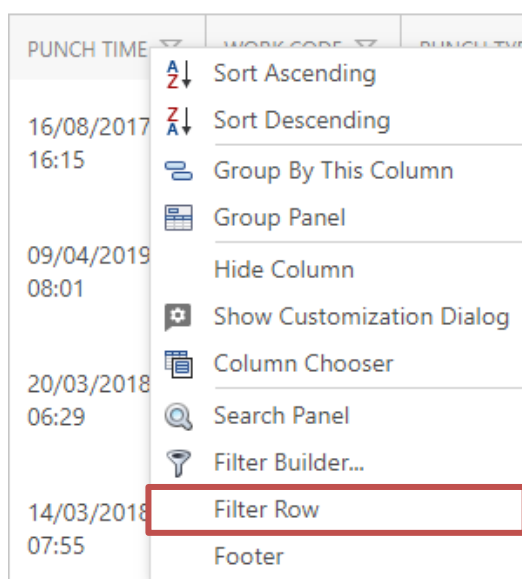 PUNCH TIME WORK CODE PUNCH TYP
Sort Ascending
Sort Descending
Group By This Column
Group Panel
Hide Column
Show Customization Dialog
Column Chooser
Search Panel
Filter Builder...
Filter Row
Footer
16/08/2017
16:15
09/04/2019
08:01
20/03/2018
06:29
14/03/2018
07:55